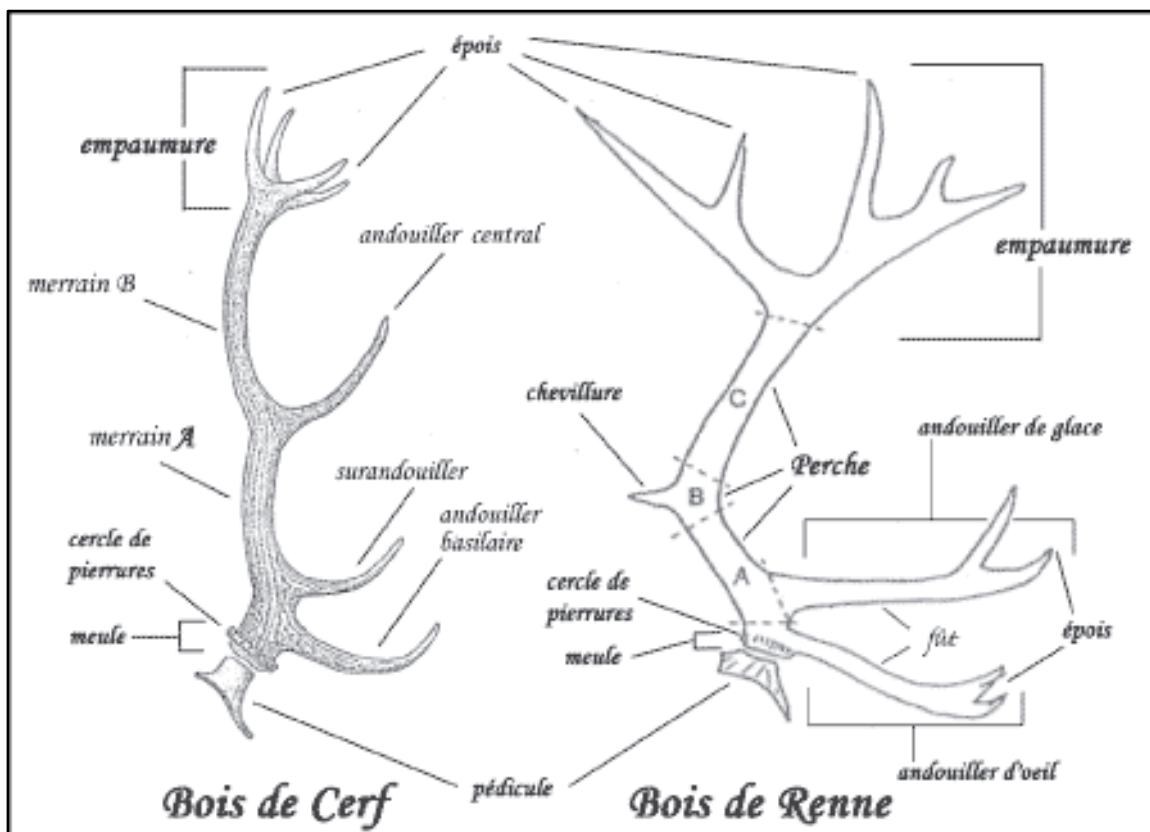 épois
empaumure
andouiller central
merrain B
merrain A
surandouiller
andouiller
basilaire
cercle de
pierrures
meule
empaumure
chevillure
C
andouiller de glace
Perche
B
A
cercle de
pierrures
meule
fût
épois
andouiller d'oeil
pédicule
Bois de Cerf
Bois de Renne